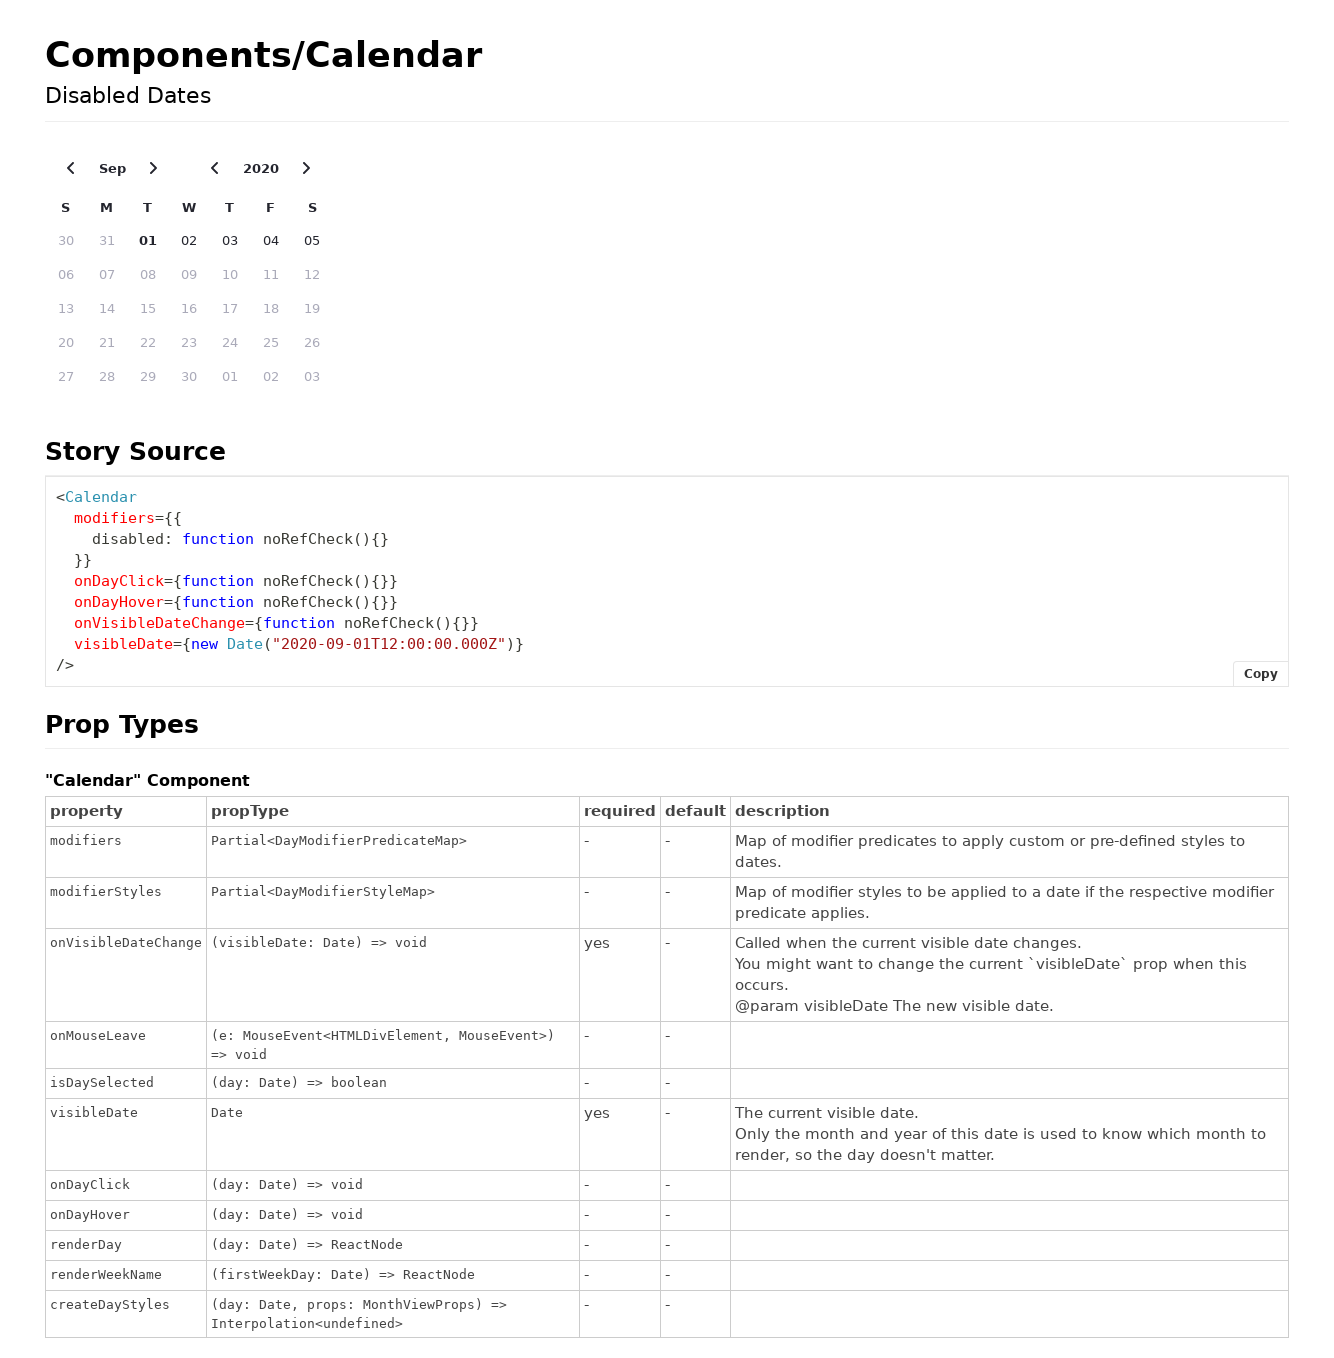 Components/Calendar
Disabled Dates
Sep 2020
S M T W T F S
30 31 01 02 03 04 05
06 07 08 09 10 11 12
13 14 15 16 17 18 19
20 21 22 23 24 25 26
27 28 29 30 01 02 03
Story Source
<Calendar
  modifiers={{
    disabled: function noRefCheck(){}
  }}
  onDayClick={function noRefCheck(){}}
  onDayHover={function noRefCheck(){}}
  onVisibleDateChange={function noRefCheck(){}}
  visibleDate={new Date("2020-09-01T12:00:00.000Z")}
/>
Copy
Prop Types
"Calendar" Component
property propType required default description
modifiers Partial<DayModifierPredicateMap> - - Map of modifier predicates to apply custom or pre-defined styles to
dates.
modifierStyles Partial<DayModifierStyleMap> - - Map of modifier styles to be applied to a date if the respective modifier
predicate applies.
onVisibleDateChange (visibleDate: Date) => void yes - Called when the current visible date changes.
You might want to change the current `visibleDate` prop when this
occurs.
@param visibleDate The new visible date.
onMouseLeave (e: MouseEvent<HTMLDivElement, MouseEvent>) - -
=> void
isDaySelected (day: Date) => boolean - -
visibleDate Date yes - The current visible date.
Only the month and year of this date is used to know which month to
render, so the day doesn't matter.
onDayClick (day: Date) => void - -
onDayHover (day: Date) => void - -
renderDay (day: Date) => ReactNode - -
renderWeekName (firstWeekDay: Date) => ReactNode - -
createDayStyles (day: Date, props: MonthViewProps) => - -
Interpolation<undefined>